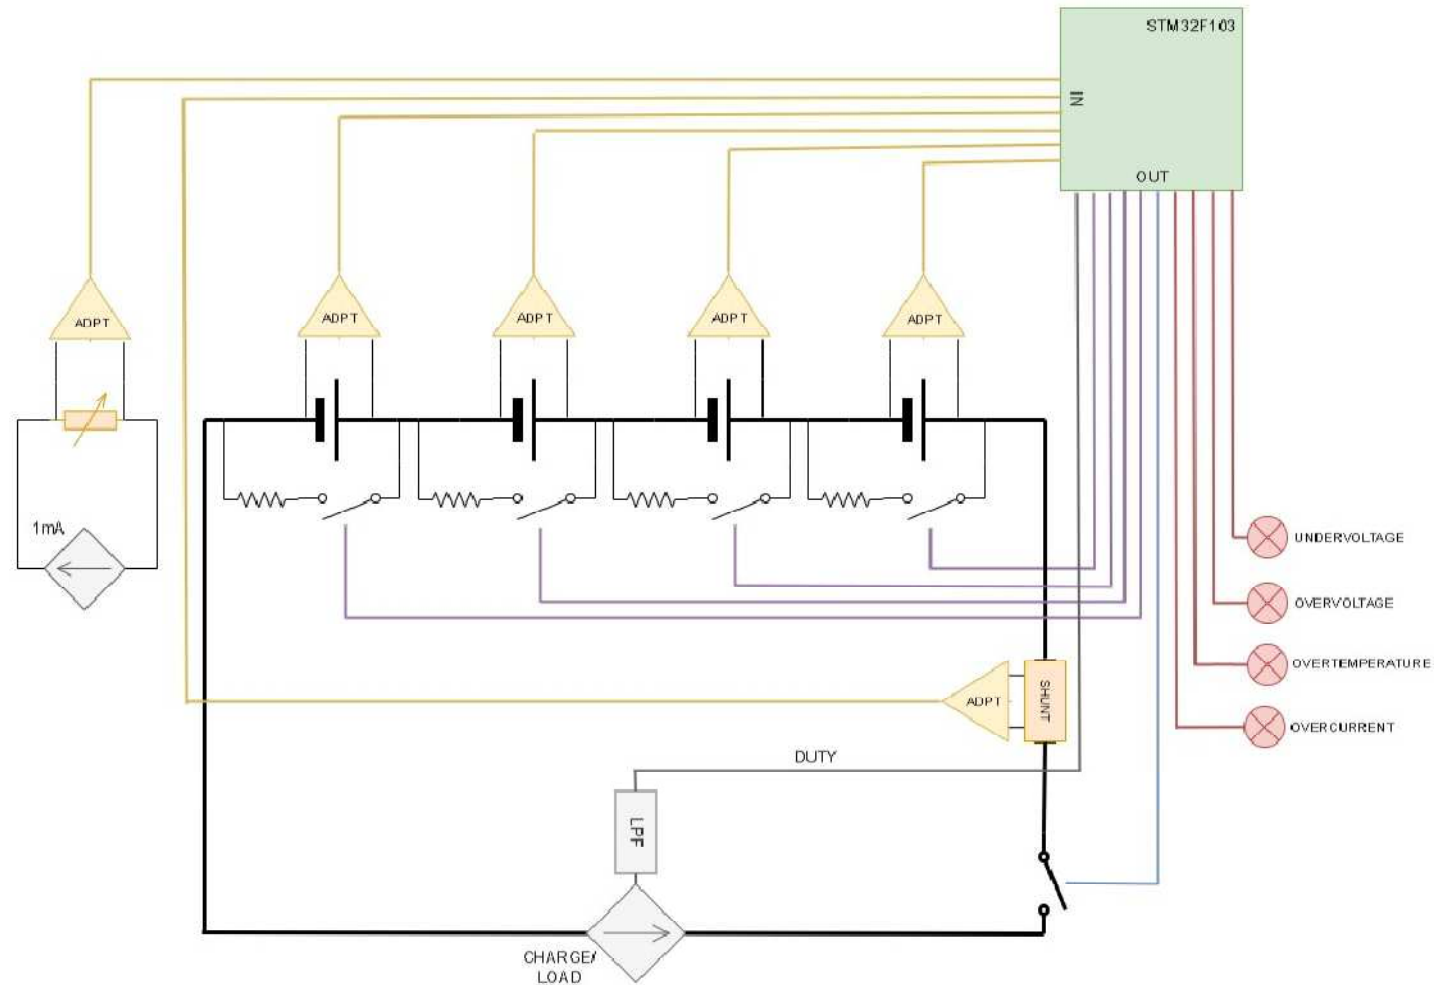 STM32F103
IN
OUT
ADPT
ADPT
ADPT
ADPT
ADPT
1mA
UNDERVOLTAGE
OVERVOLTAGE
OVERTEMPERATURE
ADPT
SHUNT
OVERCURRENT
DUTY
LPF
CHARGE/
LOAD